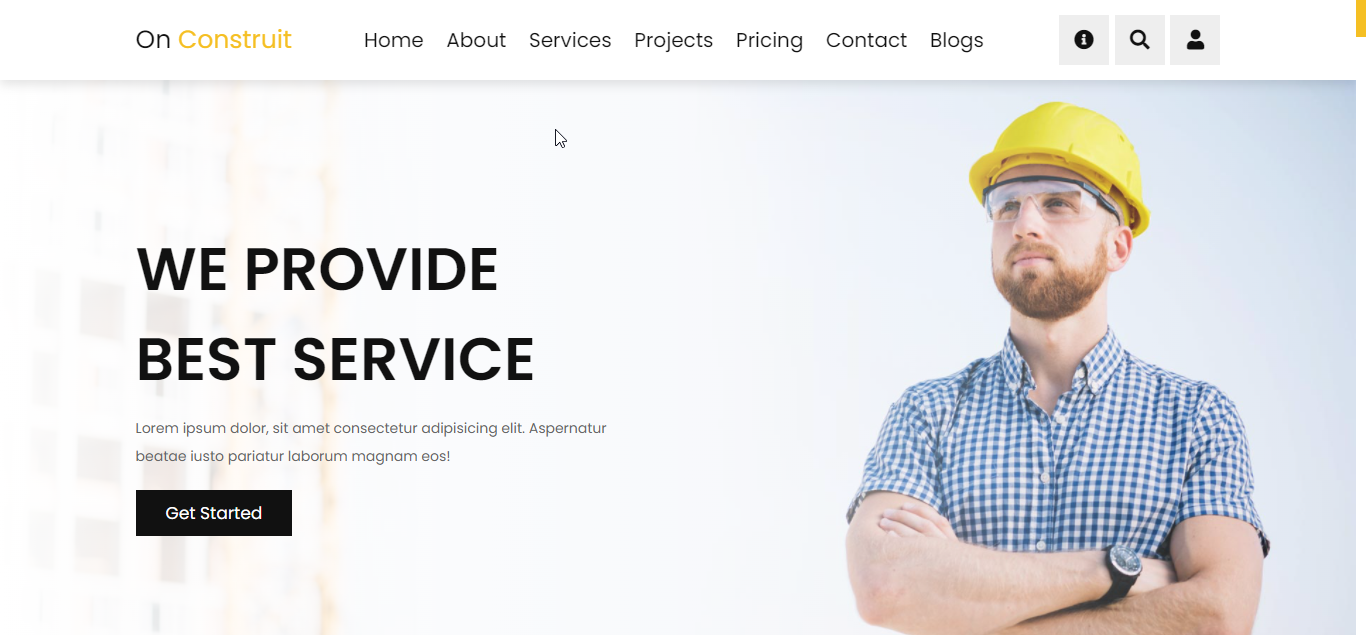 On Construit
Home About Services Projects Pricing Contact Blogs
WE PROVIDE
BEST SERVICE
Lorem ipsum dolor, sit amet consectetur adipisicing elit. Aspernatur
beatae iusto pariatur laborum magnam eos!
Get Started